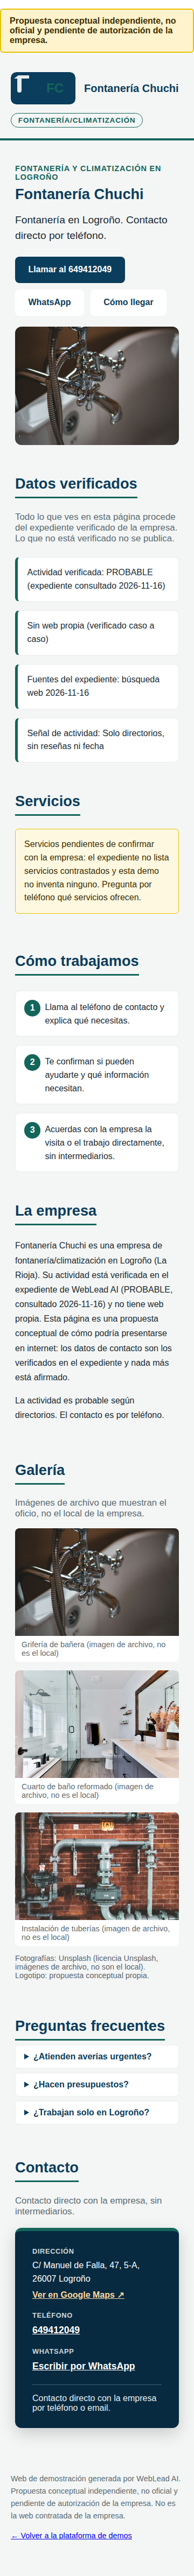 Propuesta conceptual independiente, no
oficial y pendiente de autorización de la
empresa.
FC
Fontanería Chuchi
FONTANERÍA/CLIMATIZACIÓN
FONTANERÍA Y CLIMATIZACIÓN EN
LOGROÑO
Fontanería Chuchi
Fontanería en Logroño. Contacto
directo por teléfono.
Llamar al 649412049
WhatsApp
Cómo llegar
Datos verificados
Todo lo que ves en esta página procede
del expediente verificado de la empresa.
Lo que no está verificado no se publica.
Actividad verificada: PROBABLE
(expediente consultado 2026-11-16)
Sin web propia (verificado caso a
caso)
Fuentes del expediente: búsqueda
web 2026-11-16
Señal de actividad: Solo directorios,
sin reseñas ni fecha
Servicios
Servicios pendientes de confirmar
con la empresa: el expediente no lista
servicios contrastados y esta demo
no inventa ninguno. Pregunta por
teléfono qué servicios ofrecen.
Cómo trabajamos
1 Llama al teléfono de contacto y
explica qué necesitas.
2 Te confirman si pueden
ayudarte y qué información
necesitan.
3 Acuerdas con la empresa la
visita o el trabajo directamente,
sin intermediarios.
La empresa
Fontanería Chuchi es una empresa de
fontanería/climatización en Logroño (La
Rioja). Su actividad está verificada en el
expediente de WebLead AI (PROBABLE,
consultado 2026-11-16) y no tiene web
propia. Esta página es una propuesta
conceptual de cómo podría presentarse
en internet: los datos de contacto son los
verificados en el expediente y nada más
está afirmado.
La actividad es probable según
directorios. El contacto es por teléfono.
Galería
Imágenes de archivo que muestran el
oficio, no el local de la empresa.
Grifería de bañera (imagen de archivo, no
es el local)
Cuarto de baño reformado (imagen de
archivo, no es el local)
Instalación de tuberías (imagen de archivo,
no es el local)
Fotografías: Unsplash (licencia Unsplash,
imágenes de archivo, no son el local).
Logotipo: propuesta conceptual propia.
Preguntas frecuentes
▶ ¿Atienden averías urgentes?
▶ ¿Hacen presupuestos?
▶ ¿Trabajan solo en Logroño?
Contacto
Contacto directo con la empresa, sin
intermediarios.
DIRECCIÓN
C/ Manuel de Falla, 47, 5-A,
26007 Logroño
Ver en Google Maps ↗
TELÉFONO
649412049
WHATSAPP
Escribir por WhatsApp
Contacto directo con la empresa
por teléfono o email.
Web de demostración generada por WebLead AI.
Propuesta conceptual independiente, no oficial y
pendiente de autorización de la empresa. No es
la web contratada de la empresa.
← Volver a la plataforma de demos